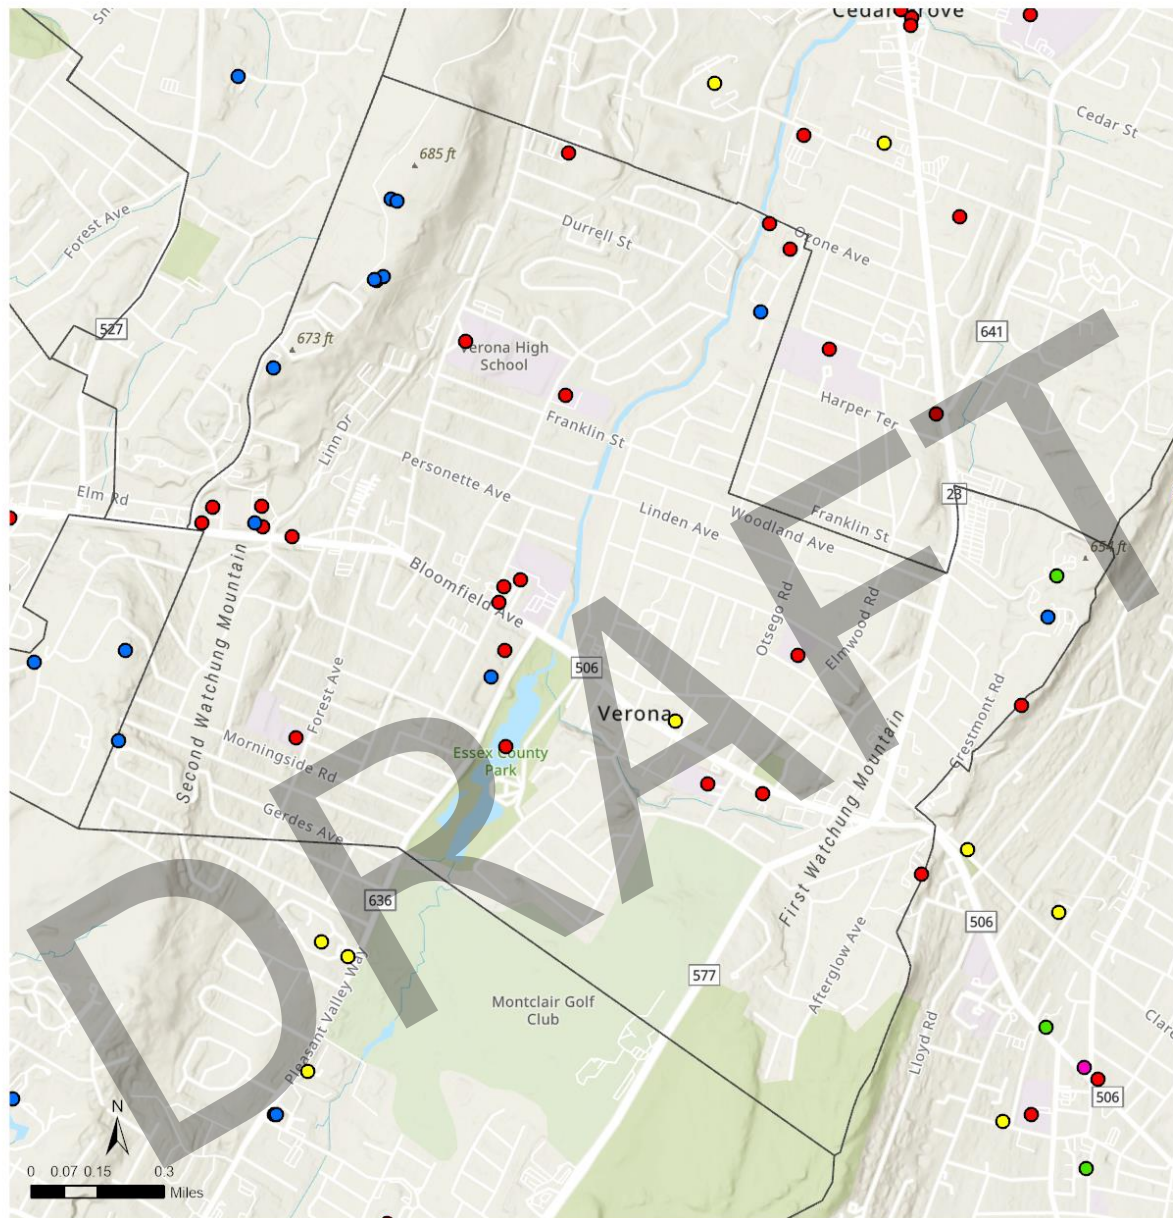 Cedar Grove
Cedar St
685 ft
Forest Ave
Durrell St
Ozone Ave
527
673 ft
641
Verona High
School
Harper Ter
Linn Dr
Franklin St
Personette Ave
Elm Rd
23
Linden Ave
Woodland Ave
Franklin St
654 ft
Bloomfield Ave
Second Watchung Mountain
Otsego Rd
Elmwood Rd
506
Forest Ave
Verona
Crestmont Rd
Morningside Rd
Essex County
Park
Gerdes Ave
First Watchung Mountain
636
506
577
Afterglow Ave
Montclair Golf
Club
Pleasant Valley Way
Lloyd Rd
506
N
0 0.07 0.15 0.3
Miles
DRAFT